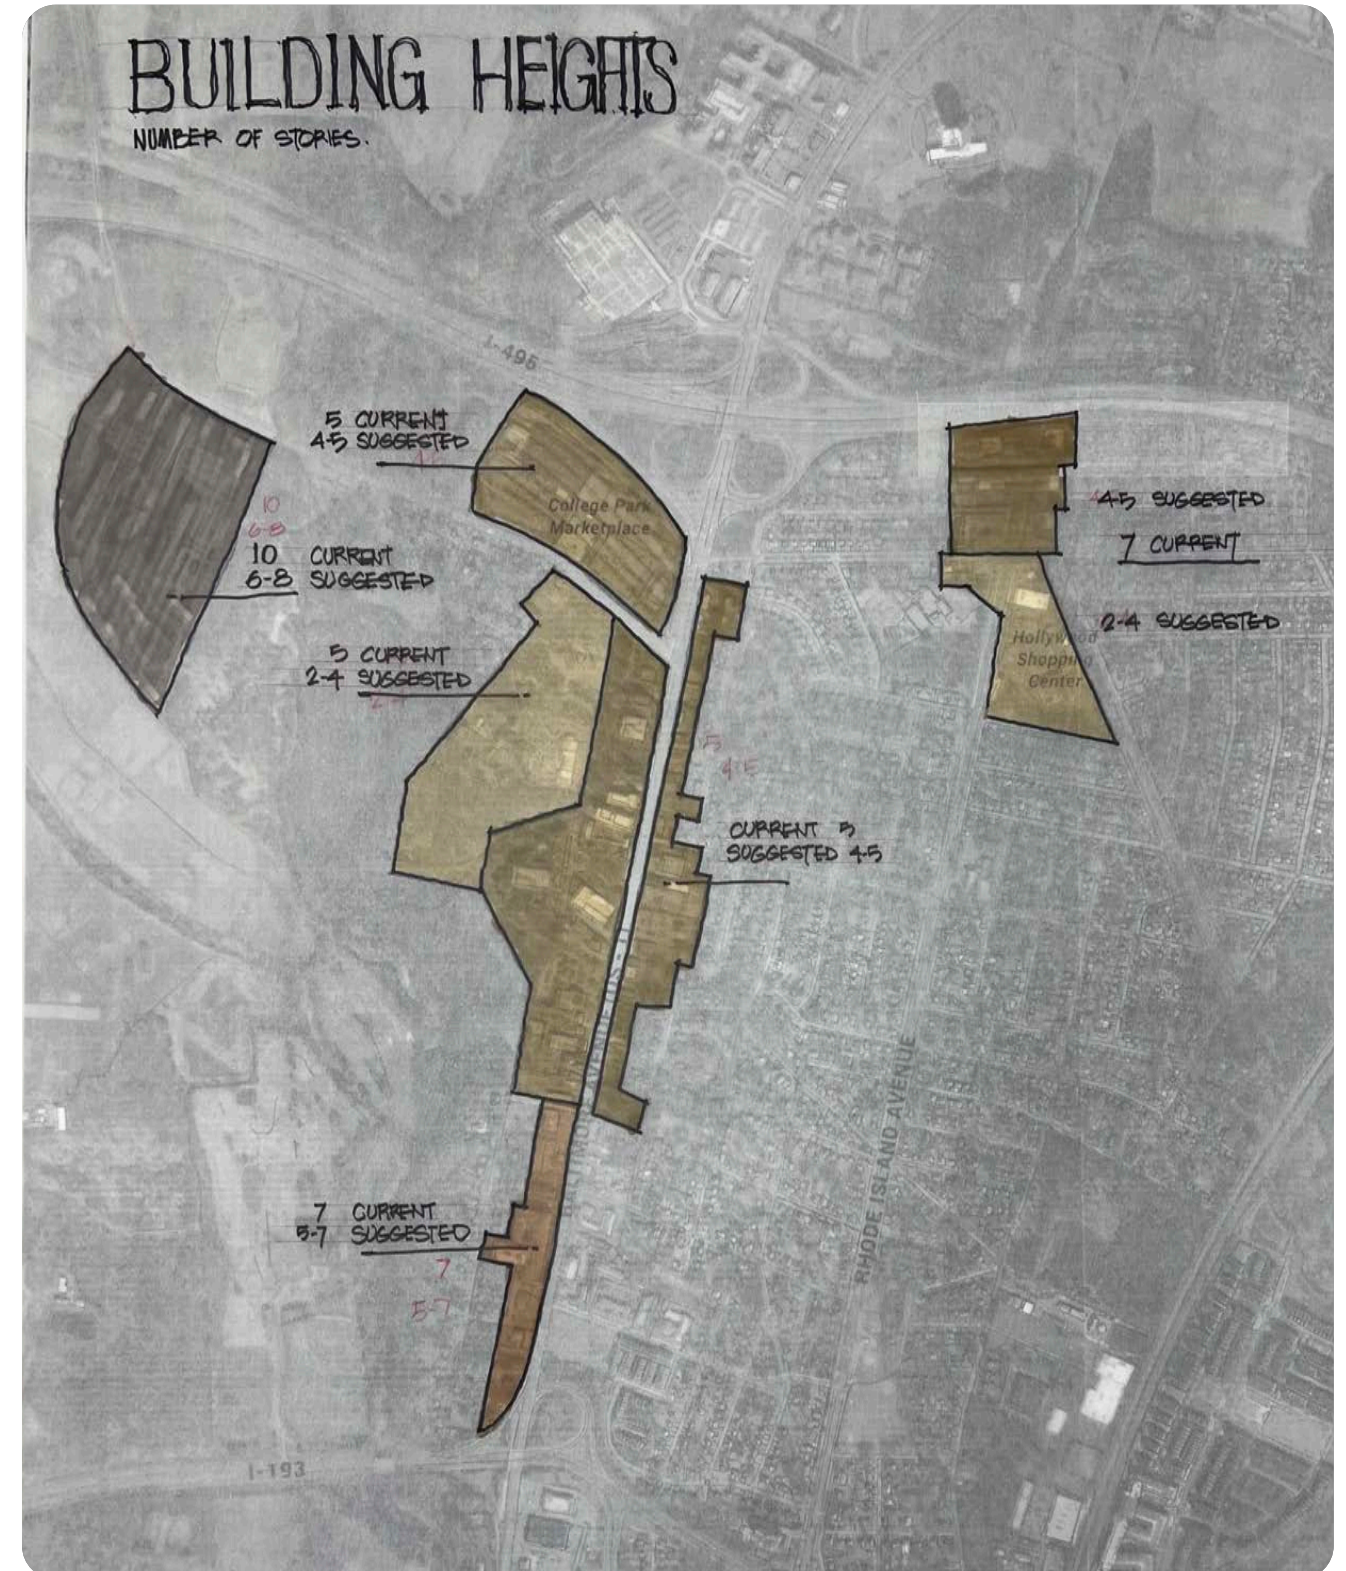 BUILDING HEIGHTS
NUMBER OF STORIES.
I-495
5 CURRENT
4-5 SUGGESTED
College Park
Marketplace
10
6-8
10 CURRENT
6-8 SUGGESTED
4-5 SUGGESTED
7 CURRENT
2-4 SUGGESTED
Hollywood
Shopping
Center
5 CURRENT
2-4 SUGGESTED
5
CURRENT 5
SUGGESTED 4-5
RHODE ISLAND AVENUE
7 CURRENT
5-7 SUGGESTED
7
5-7
I-193